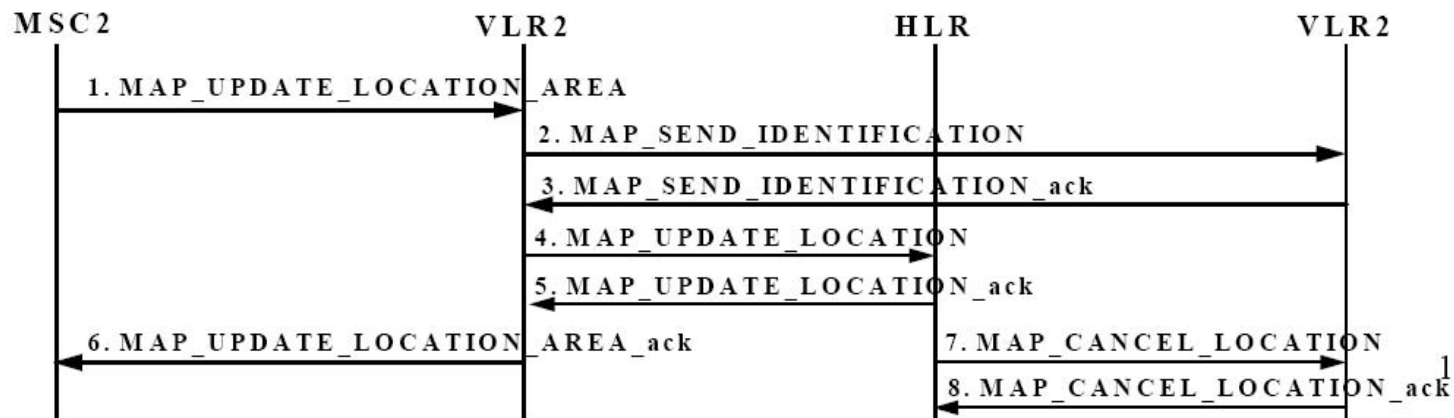 MSC2 VLR2 HLR VLR2
1. MAP_UPDATE_LOCATION_AREA
2. MAP_SEND_IDENTIFICATION
3. MAP_SEND_IDENTIFICATION_ack
4. MAP_UPDATE_LOCATION
5. MAP_UPDATE_LOCATION_ack
6. MAP_UPDATE_LOCATION_AREA_ack
7. MAP_CANCEL_LOCATION
1
8. MAP_CANCEL_LOCATION_ack